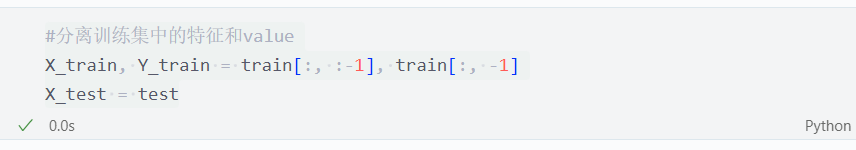 #分离训练集中的特征和value
X_train, Y_train = train[:, :-1], train[:, -1]
X_test = test
0.0s
Python